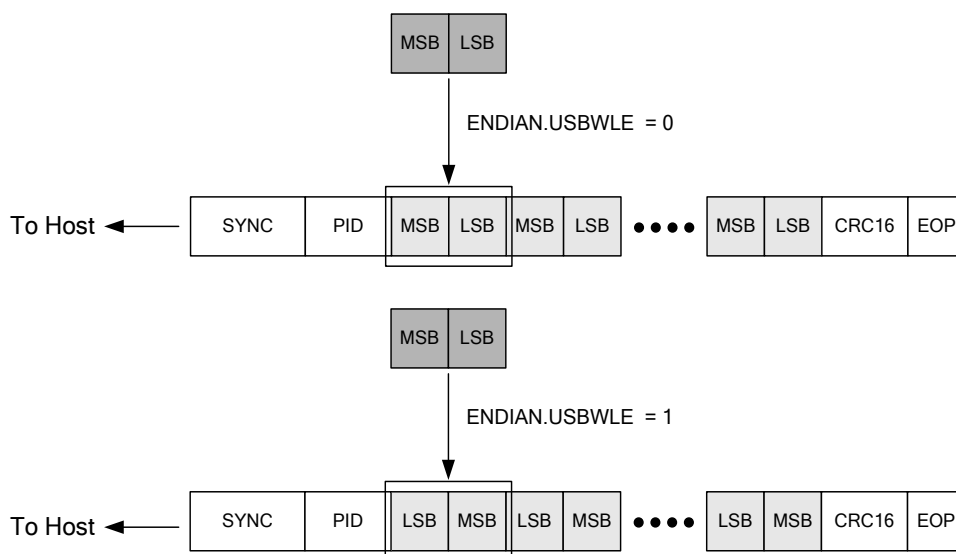 MSB LSB
ENDIAN.USBWLE = 0
To Host SYNC PID MSB LSB MSB LSB MSB LSB CRC16 EOP
MSB LSB
ENDIAN.USBWLE = 1
To Host SYNC PID LSB MSB LSB MSB LSB MSB CRC16 EOP